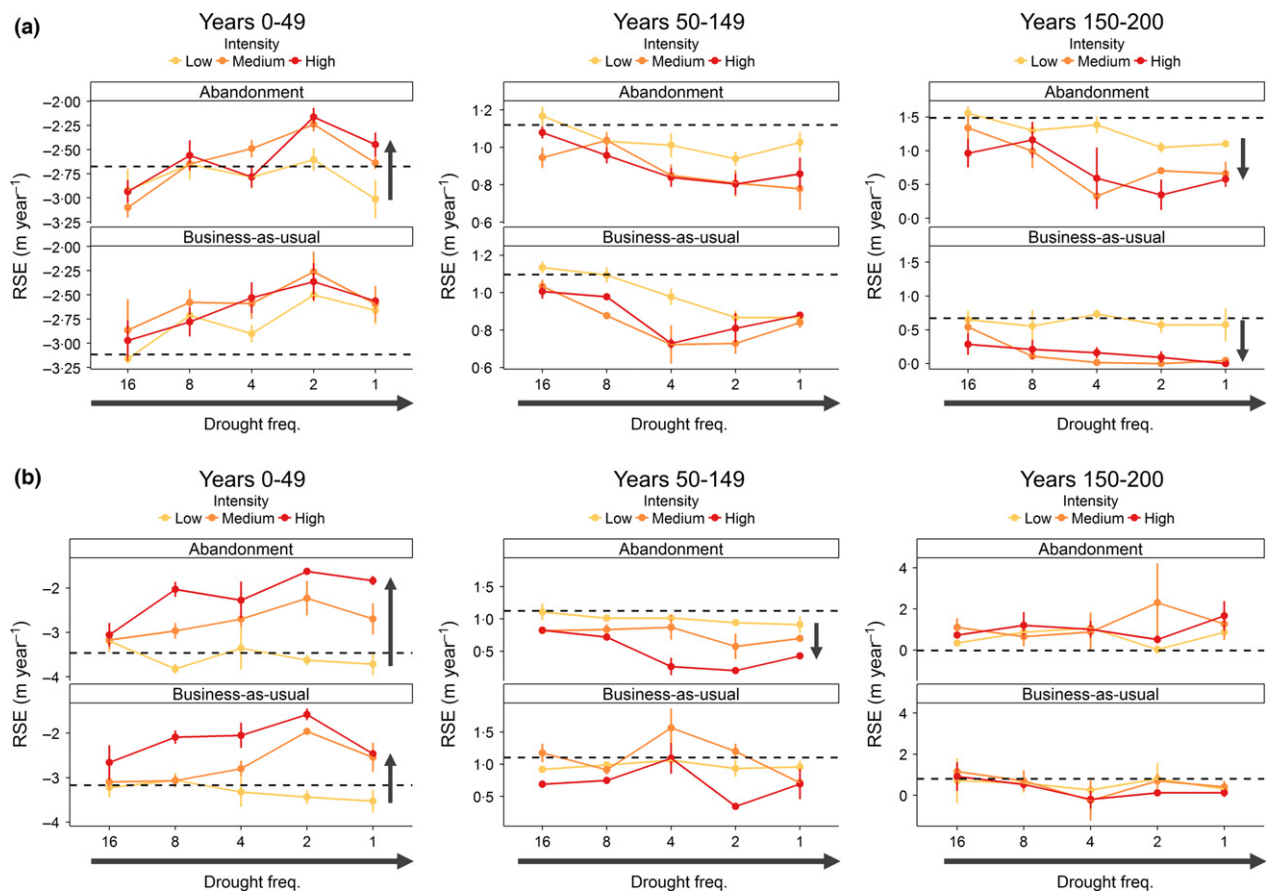 (a)
Years 0-49
Intensity
Low Medium High
Abandonment
−2·00
−2·25
−2·50
−2·75
−3·00
−3·25
Business-as-usual
−2·00
−2·25
−2·50
−2·75
−3·00
−3·25
RSE (m year−1)
16 8 4 2 1
Drought freq.
Years 50-149
Intensity
Low Medium High
Abandonment
1·2
1·0
0·8
0·6
Business-as-usual
1·2
1·0
0·8
0·6
RSE (m year−1)
16 8 4 2 1
Drought freq.
Years 150-200
Intensity
Low Medium High
Abandonment
1·5
1·0
0·5
0·0
Business-as-usual
1·5
1·0
0·5
0·0
RSE (m year−1)
16 8 4 2 1
Drought freq.
(b)
Years 0-49
Intensity
Low Medium High
Abandonment
−2
−3
−4
Business-as-usual
−2
−3
−4
RSE (m year−1)
16 8 4 2 1
Drought freq.
Years 50-149
Intensity
Low Medium High
Abandonment
1·5
1·0
0·5
Business-as-usual
1·5
1·0
0·5
RSE (m year−1)
16 8 4 2 1
Drought freq.
Years 150-200
Intensity
Low Medium High
Abandonment
4
2
0
Business-as-usual
4
2
0
RSE (m year−1)
16 8 4 2 1
Drought freq.